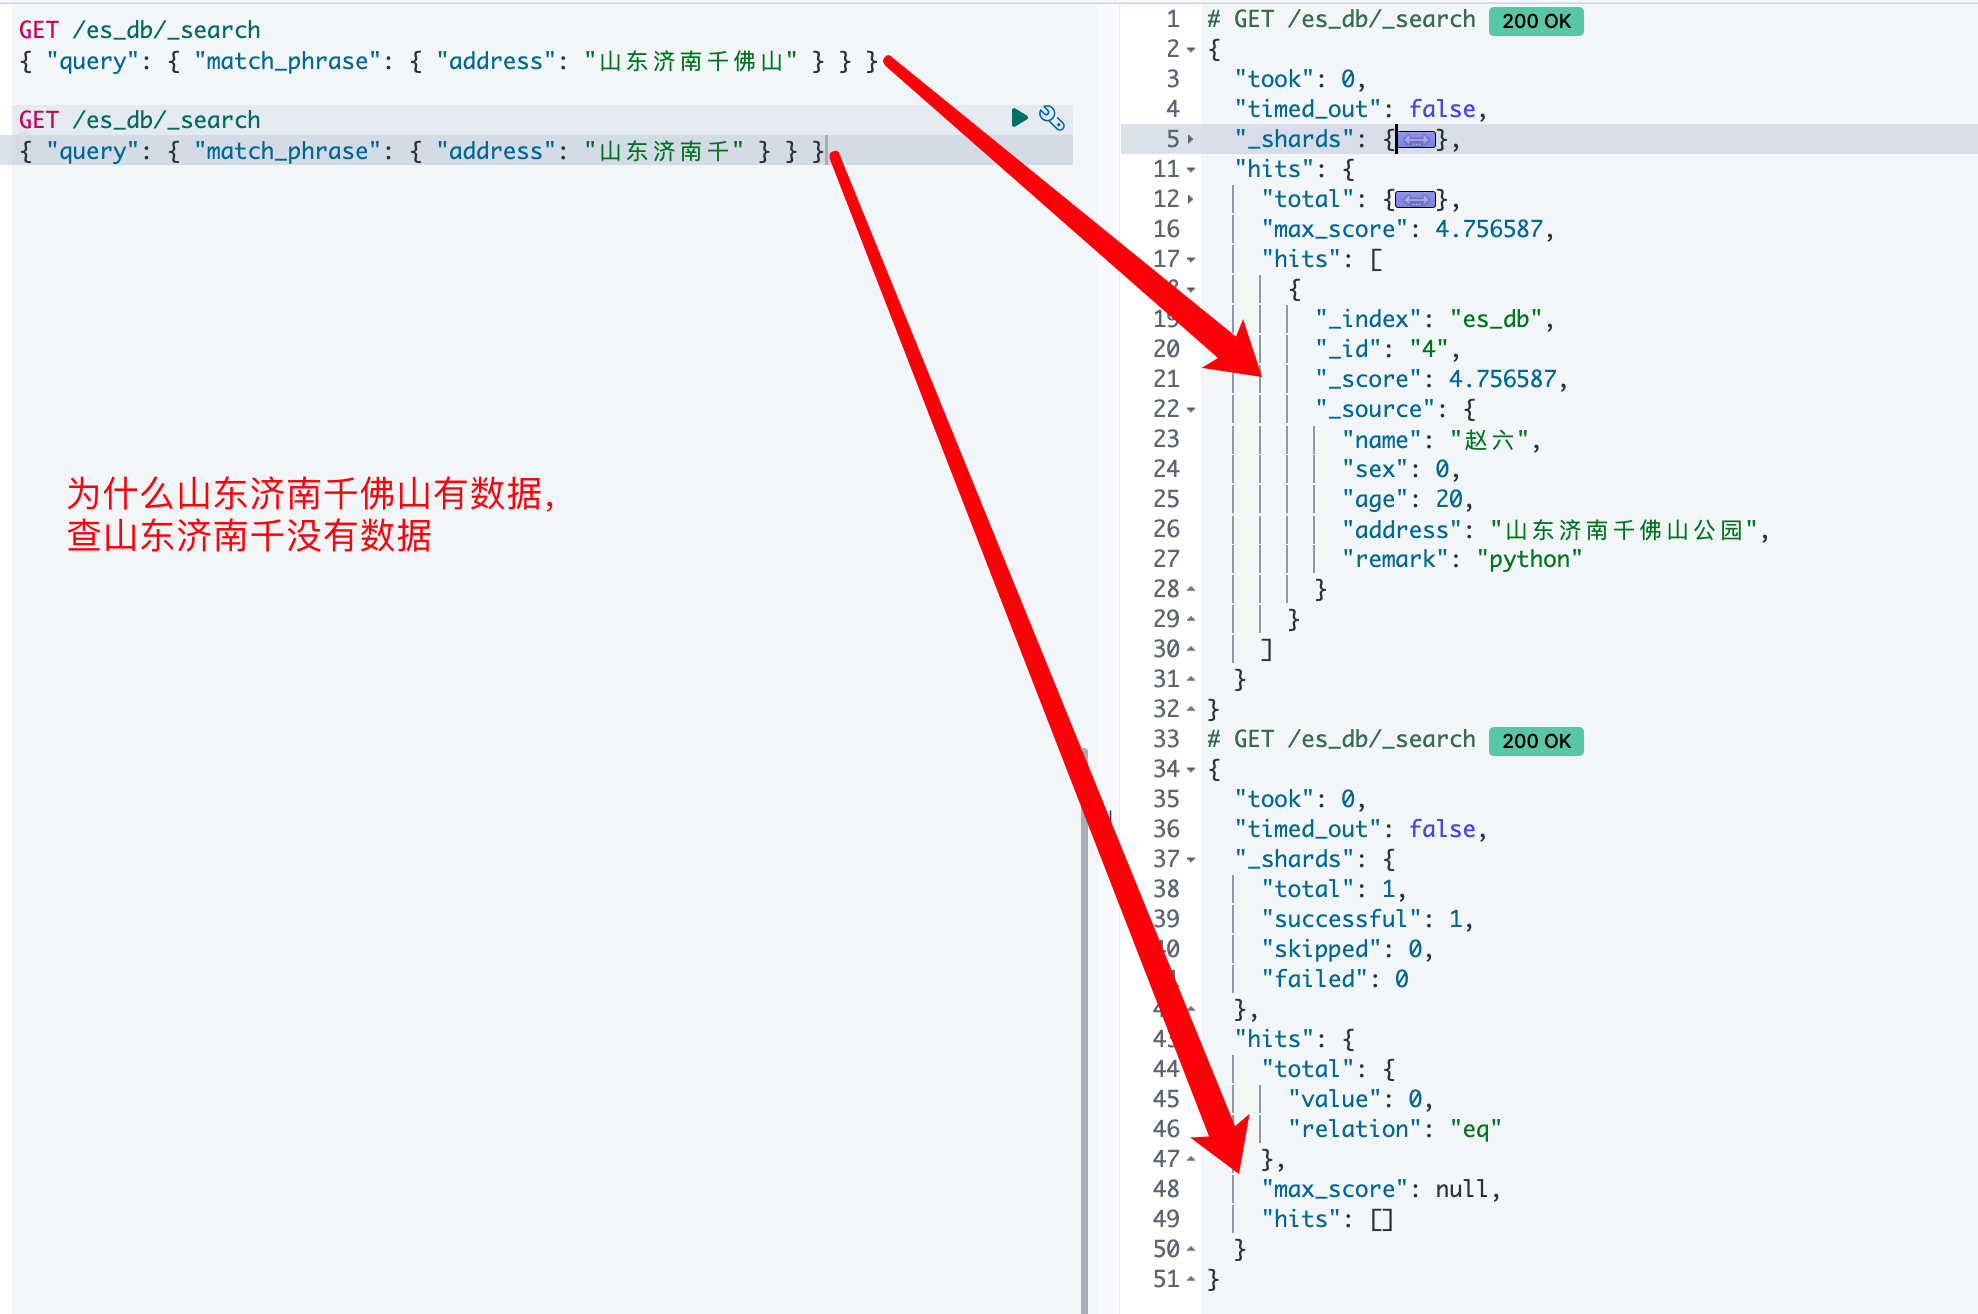 GET /es_db/_search
{ "query": { "match_phrase": { "address": "山东济南千佛山" } } }
GET /es_db/_search
{ "query": { "match_phrase": { "address": "山东济南千" } } }
为什么山东济南千佛山有数据，
查山东济南千没有数据
1 # GET /es_db/_search 200 OK
2 {
3 "took": 0,
4 "timed_out": false,
5 "_shards": {},
11 "hits": {
12 "total": {},
16 "max_score": 4.756587,
17 "hits": [
{
19 "_index": "es_db",
20 "_id": "4",
21 "_score": 4.756587,
22 "_source": {
23 "name": "赵六",
24 "sex": 0,
25 "age": 20,
26 "address": "山东济南千佛山公园",
27 "remark": "python"
28 }
29 }
30 ]
31 }
32 }
33 # GET /es_db/_search 200 OK
34 {
35 "took": 0,
36 "timed_out": false,
37 "_shards": {
38 "total": 1,
39 "successful": 1,
40 "skipped": 0,
"failed": 0
},
43 "hits": {
44 "total": {
45 "value": 0,
46 "relation": "eq"
47 },
48 "max_score": null,
49 "hits": []
50 }
51 }